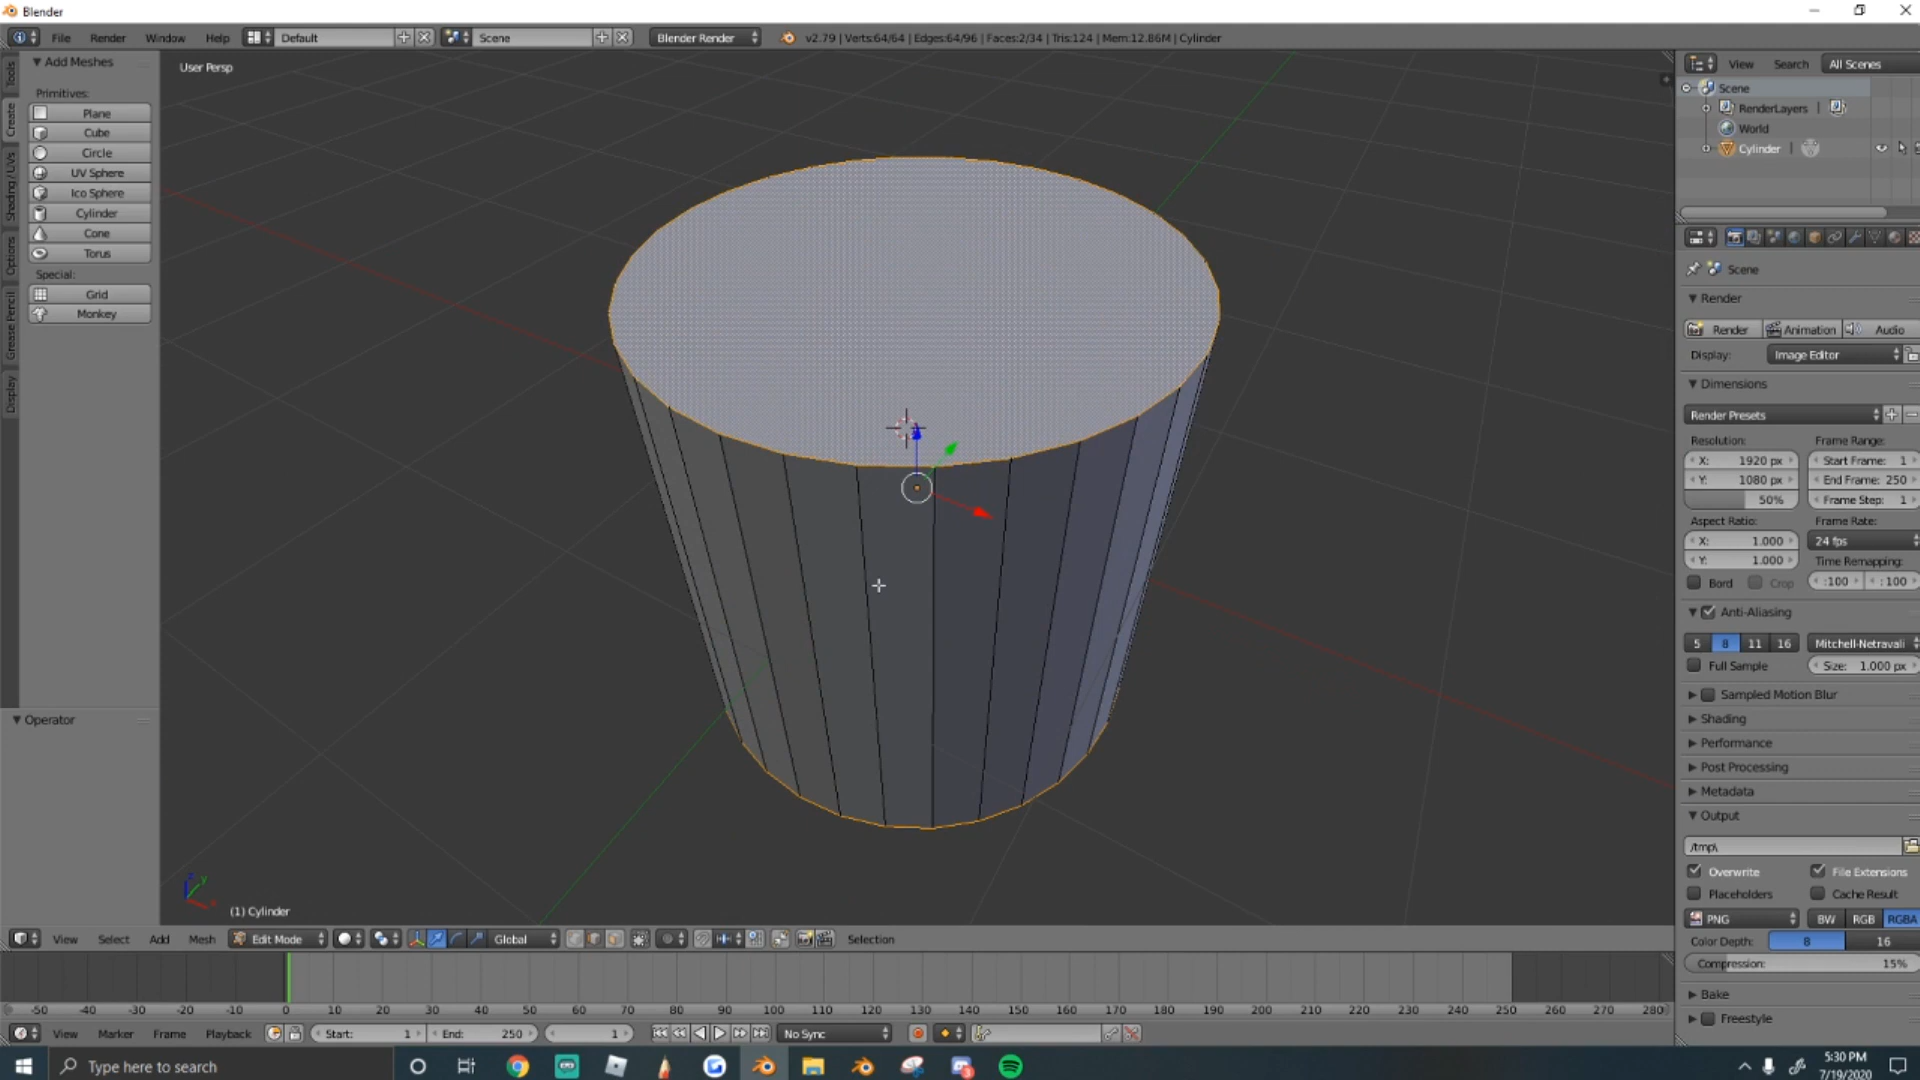 Blender
File Render Window Help Default Scene Blender Render v2.79 | Verts:64/64 | Edges:64/96 | Faces:2/34 | Tris:124 | Mem:12.86M | Cylinder
Tools
Create
Shading / UVs
Options
Grease Pencil
Display
Add Meshes
Primitives:
Plane
Cube
Circle
UV Sphere
Ico Sphere
Cylinder
Cone
Torus
Special:
Grid
Monkey
Operator
User Persp
z y x
(1) Cylinder
View Search All Scenes
Scene
RenderLayers |
World
Cylinder |
Scene
Render
Render Animation Audio
Display: Image Editor
Dimensions
Render Presets
Resolution: Frame Range:
X: 1920 px Start Frame: 1
Y: 1080 px End Frame: 250
50% Frame Step: 1
Aspect Ratio: Frame Rate:
X: 1.000 24 fps
Y: 1.000 Time Remapping:
Bord Crop :100 : 100
Anti-Aliasing
5 8 11 16 Mitchell-Netravali
Full Sample Size: 1.000 px
Sampled Motion Blur
Shading
Performance
Post Processing
Metadata
Output
/tmp\
Overwrite File Extensions
Placeholders Cache Result
PNG BW RGB RGBA
Color Depth: 8 16
Compression: 15%
Bake
Freestyle
View Select Add Mesh Edit Mode Global Selection
-50 -40 -30 -20 -10 0 10 20 30 40 50 60 70 80 90 100 110 120 130 140 150 160 170 180 190 200 210 220 230 240 250 260 270 280
View Marker Frame Playback Start: 1 End: 250 1 No Sync
Type here to search
5:30 PM
7/19/2020